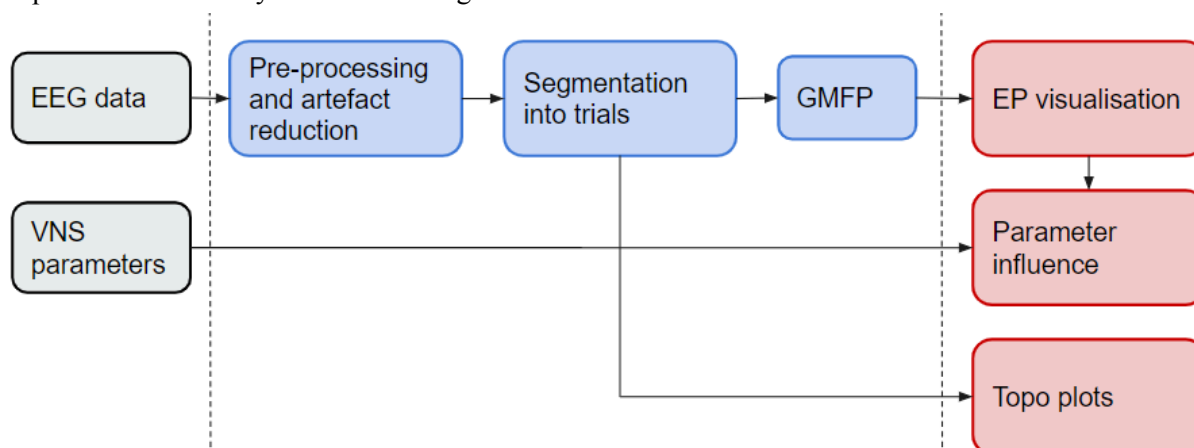 EEG data
Pre-processing
and artefact
reduction
Segmentation
into trials
GMFP
EP visualisation
VNS
parameters
Parameter
influence
Topo plots